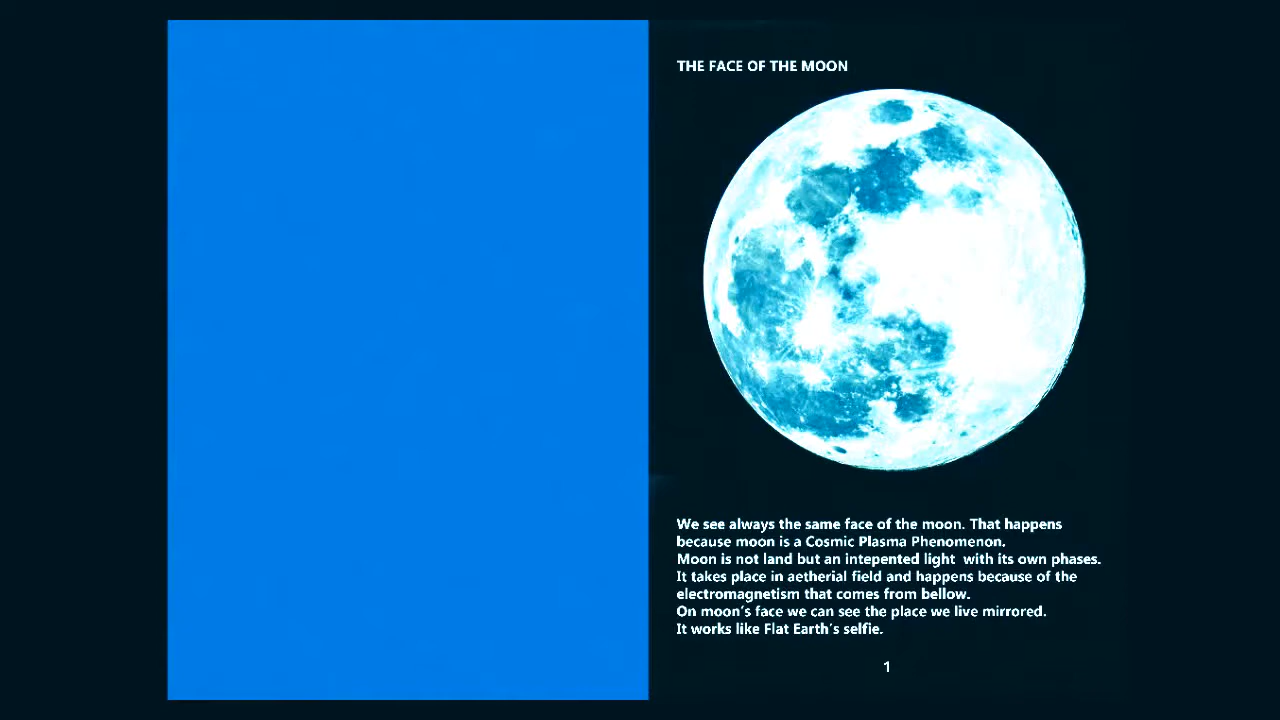 THE FACE OF THE MOON
We see always the same face of the moon. That happens
because moon is a Cosmic Plasma Phenomenon.
Moon is not land but an intepented light  with its own phases.
It takes place in aetherial field and happens because of the
electromagnetism that comes from bellow.
On moon's face we can see the place we live mirrored.
It works like Flat Earth's selfie.
1